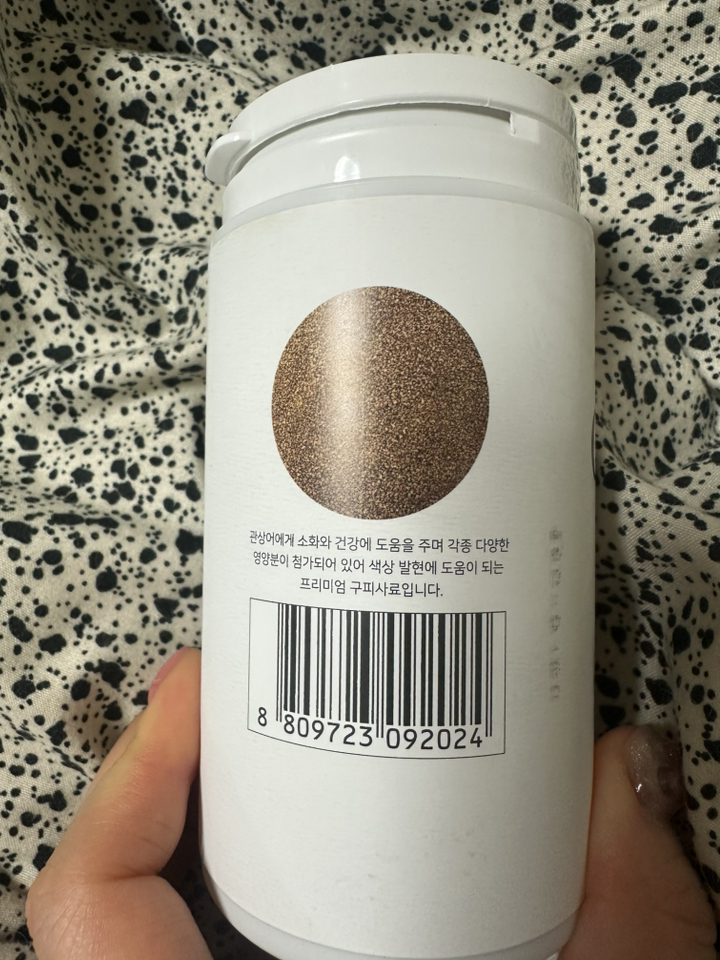 관상어에게 소화와 건강에 도움을 주며 각종 다양한
영양분이 첨가되어 있어 색상 발현에 도움이 되는
프리미엄 구피사료입니다.
8 809723 092024